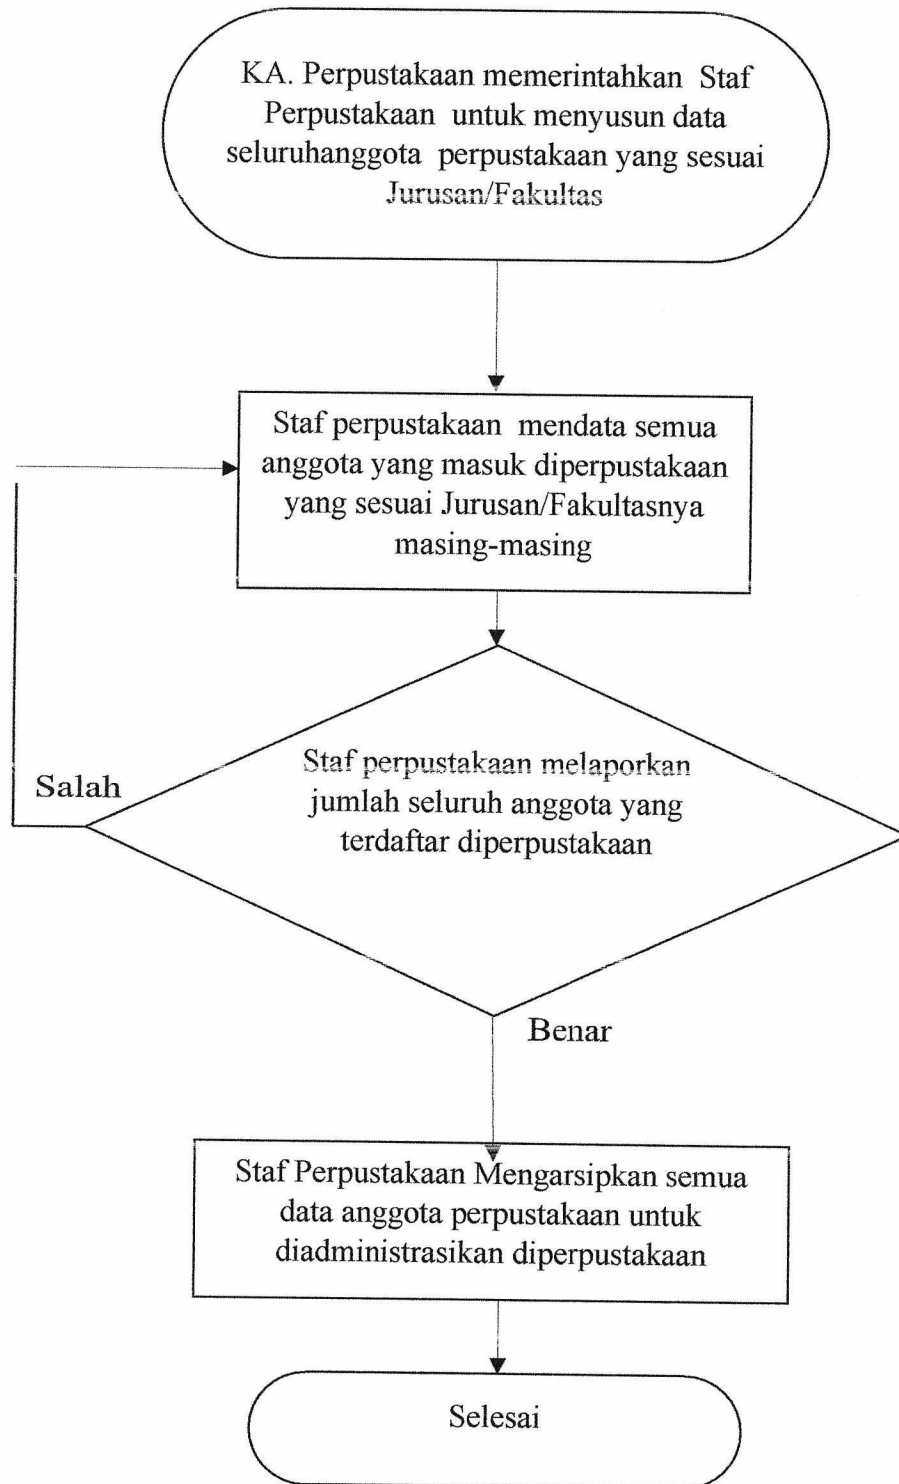 KA. Perpustakaan memerintahkan Staf
Perpustakaan untuk menyusun data
seluruhanggota perpustakaan yang sesuai
Jurusan/Fakultas
Staf perpustakaan mendata semua
anggota yang masuk diperpustakaan
yang sesuai Jurusan/Fakultasnya
masing-masing
Staf perpustakaan melaporkan
jumlah seluruh anggota yang
terdaftar diperpustakaan
Salah
Benar
Staf Perpustakaan Mengarsipkan semua
data anggota perpustakaan untuk
diadministrasikan diperpustakaan
Selesai